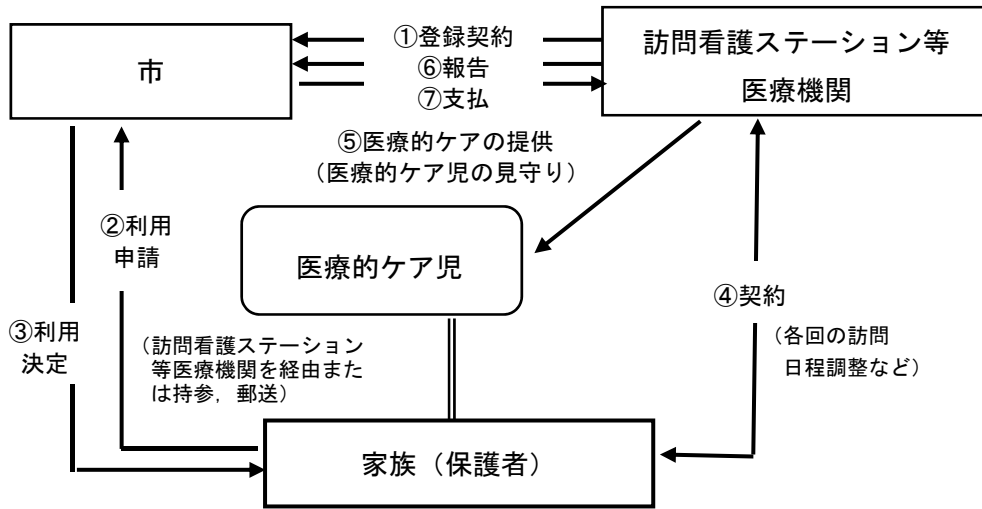 市
①登録契約
⑥報告
⑦支払
訪問看護ステーション等
医療機関
⑤医療的ケアの提供
（医療的ケア児の見守り）
②利用
申請
医療的ケア児
④契約
（各回の訪問
日程調整など）
③利用
決定
（訪問看護ステーション
等医療機関を経由また
は持参，郵送）
家族（保護者）